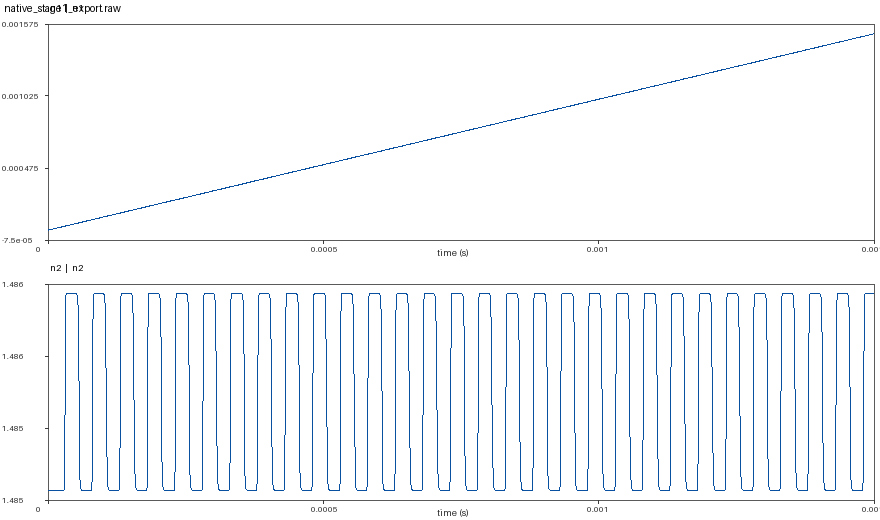 native_stage1_export.raw
0.001575
0.001025
0.000475
-7.5e-05
0 0.0005 0.001 0.00
time (s)
n2 | n2
1.486
1.486
1.485
1.485
0 0.0005 0.001 0.00
time (s)